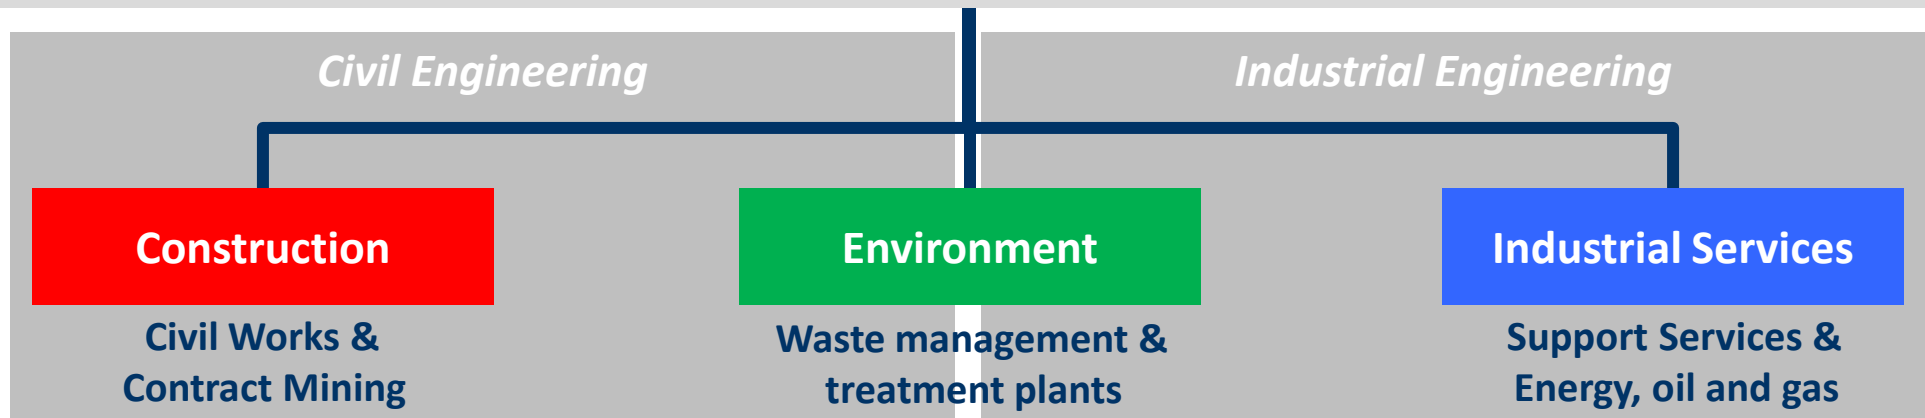 Civil Engineering
Industrial Engineering
Construction
Environment
Industrial Services
Civil Works &
Contract Mining
Waste management &
treatment plants
Support Services &
Energy, oil and gas